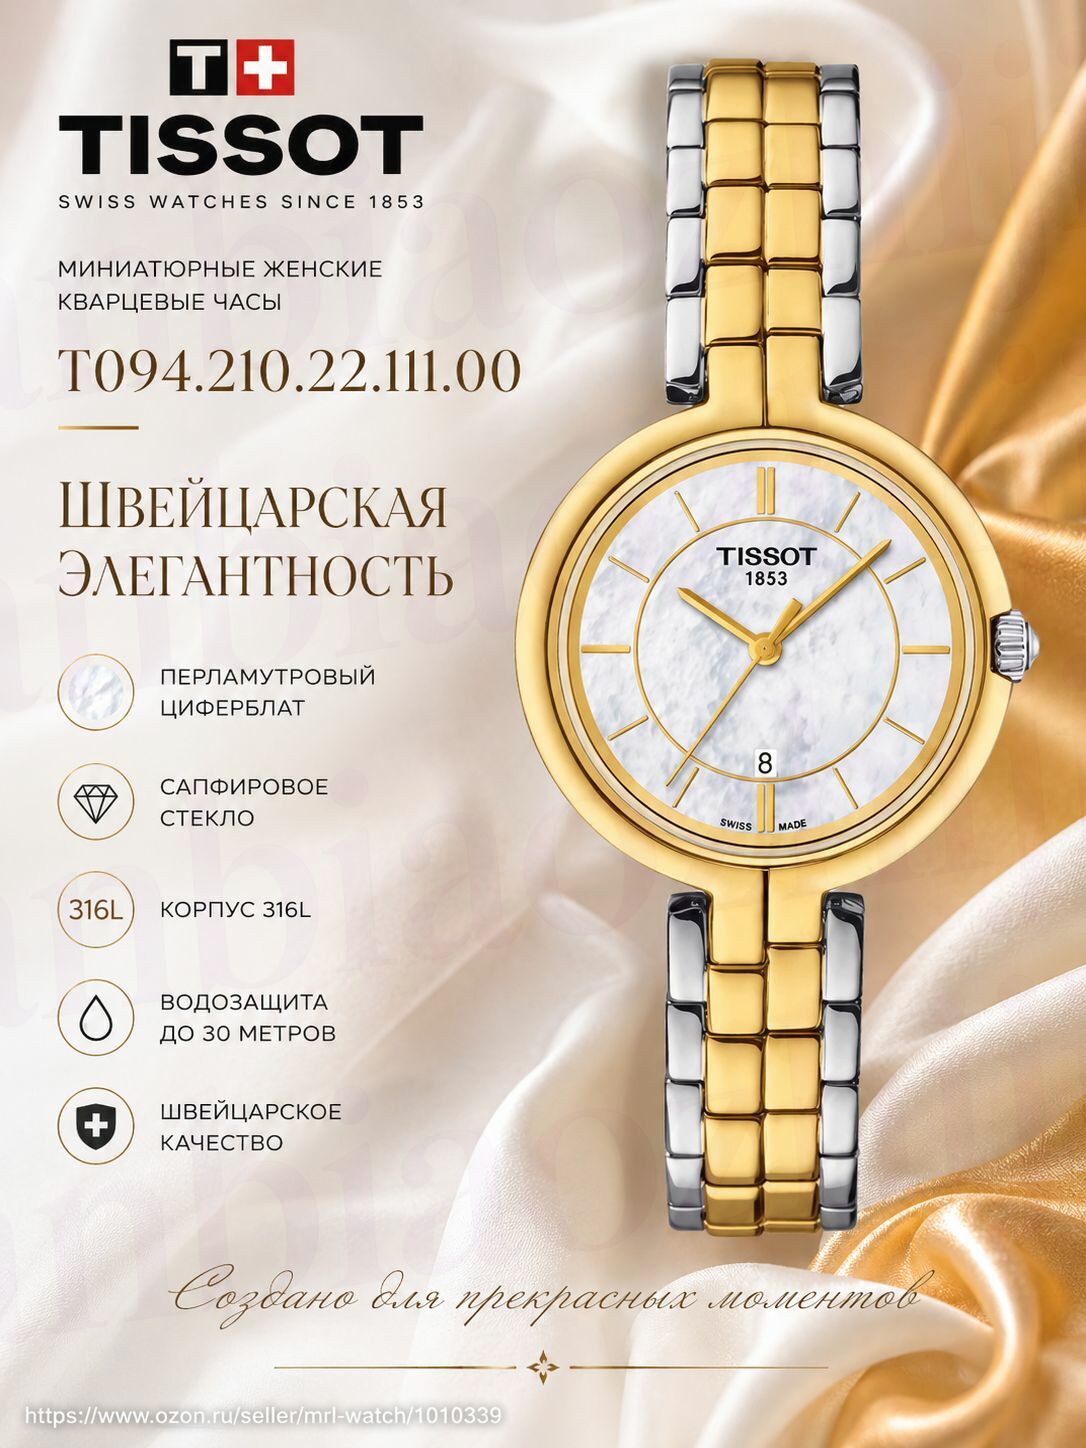 T+
TISSOT
SWISS WATCHES SINCE 1853
МИНИАТЮРНЫЕ ЖЕНСКИЕ
КВАРЦЕВЫЕ ЧАСЫ
T094.210.22.111.00
ШВЕЙЦАРСКАЯ
ЭЛЕГАНТНОСТЬ
ПЕРЛАМУТРОВЫЙ
ЦИФЕРБЛАТ
САПФИРОВОЕ
СТЕКЛО
316L
КОРПУС 316L
ВОДОЗАЩИТА
ДО 30 МЕТРОВ
ШВЕЙЦАРСКОЕ
КАЧЕСТВО
TISSOT
1853
8
SWISS MADE
Создано для прекрасных моментов
https://www.ozon.ru/seller/mrl-watch/1010339